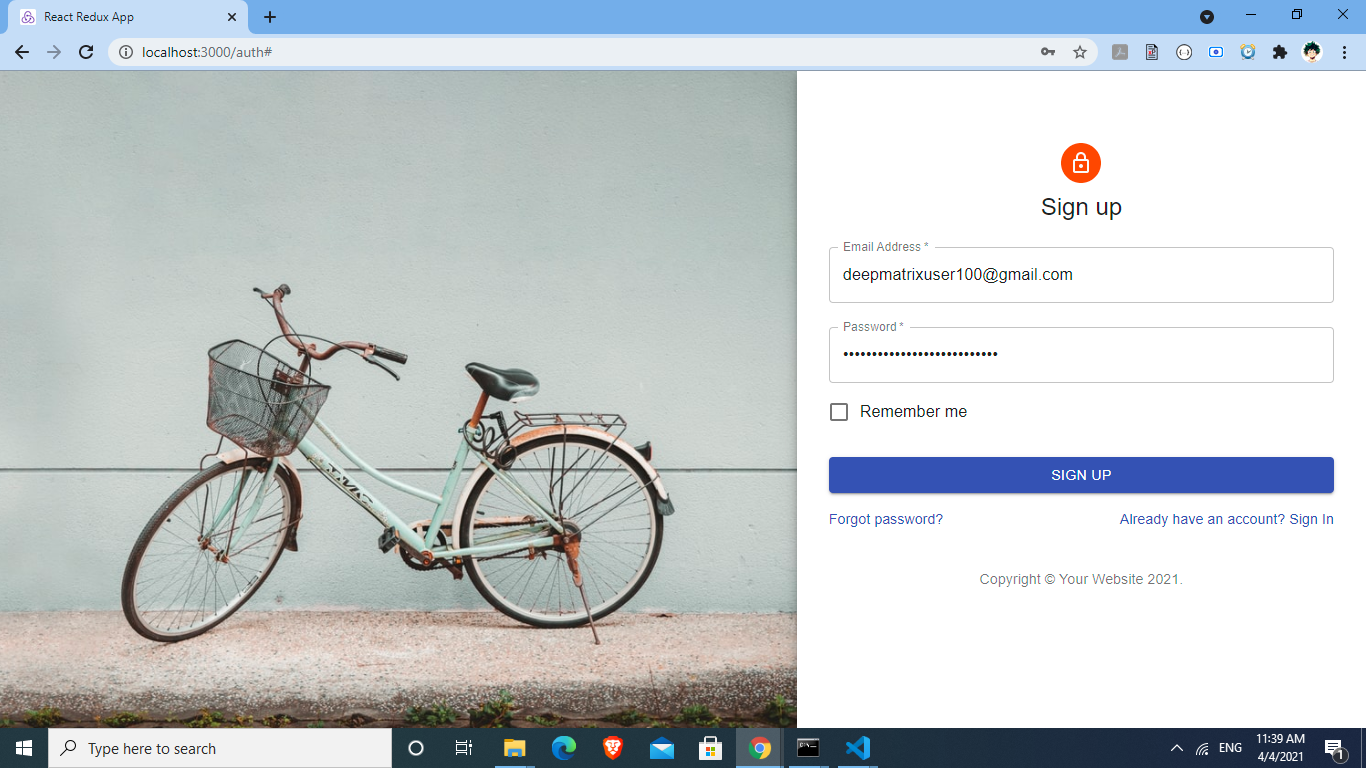 React Redux App
localhost:3000/auth#
Sign up
Email Address *
deepmatrixuser100@gmail.com
Password *
•••••••••••••••••••••••••••
Remember me
SIGN UP
Forgot password?
Already have an account? Sign In
Copyright © Your Website 2021.
Type here to search
ENG
11:39 AM
4/4/2021
1